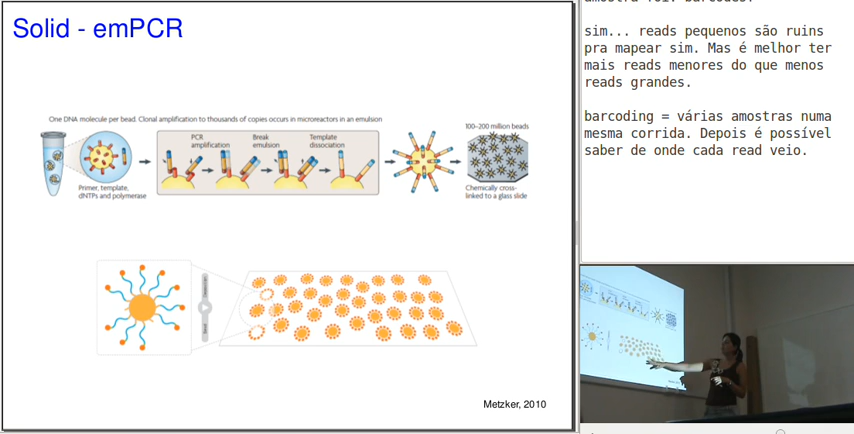 Solid - emPCR
One DNA molecule per bead. Clonal amplification to thousands of copies occurs in microreactors in an emulsion
PCR
amplification
Break
emulsion
Template
dissociation
100–200 million beads
Primer, template,
dNTPs and polymerase
Chemically cross-
linked to a glass slide
Metzker, 2010
sim... reads pequenos são ruins
pra mapear sim. Mas é melhor ter
mais reads menores do que menos
reads grandes.
barcoding = várias amostras numa
mesma corrida. Depois é possível
saber de onde cada read veio.